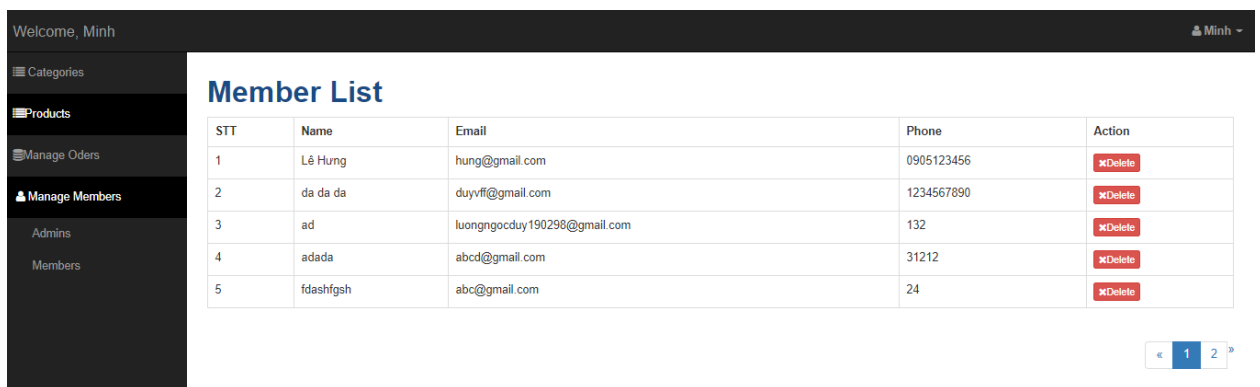 Welcome, Minh
Minh
Categories
Products
Manage Oders
Manage Members
Admins
Members
Member List
STT Name Email Phone Action
1 Lê Hưng hung@gmail.com 0905123456 Delete
2 da da da duyvff@gmail.com 1234567890 Delete
3 ad luongngocduy190298@gmail.com 132 Delete
4 adada abcd@gmail.com 31212 Delete
5 fdashfgsh abc@gmail.com 24 Delete
« 1 2 »